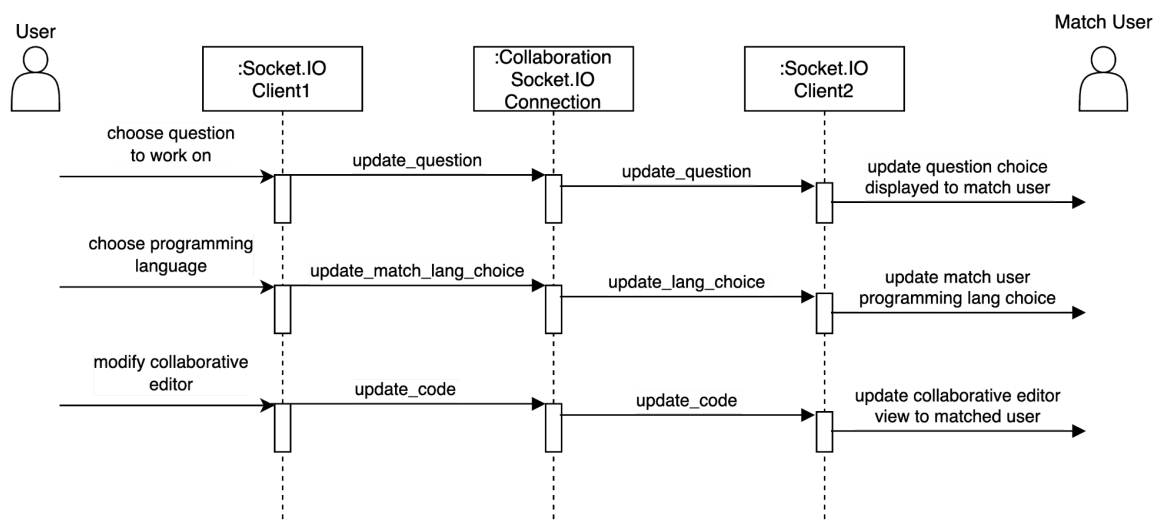 User
Match User
:Socket.IO
Client1
:Collaboration
Socket.IO
Connection
:Socket.IO
Client2
choose question
to work on
update_question
update_question
update question choice
displayed to match user
choose programming
language
update_match_lang_choice
update_lang_choice
update match user
programming lang choice
modify collaborative
editor
update_code
update_code
update collaborative editor
view to matched user